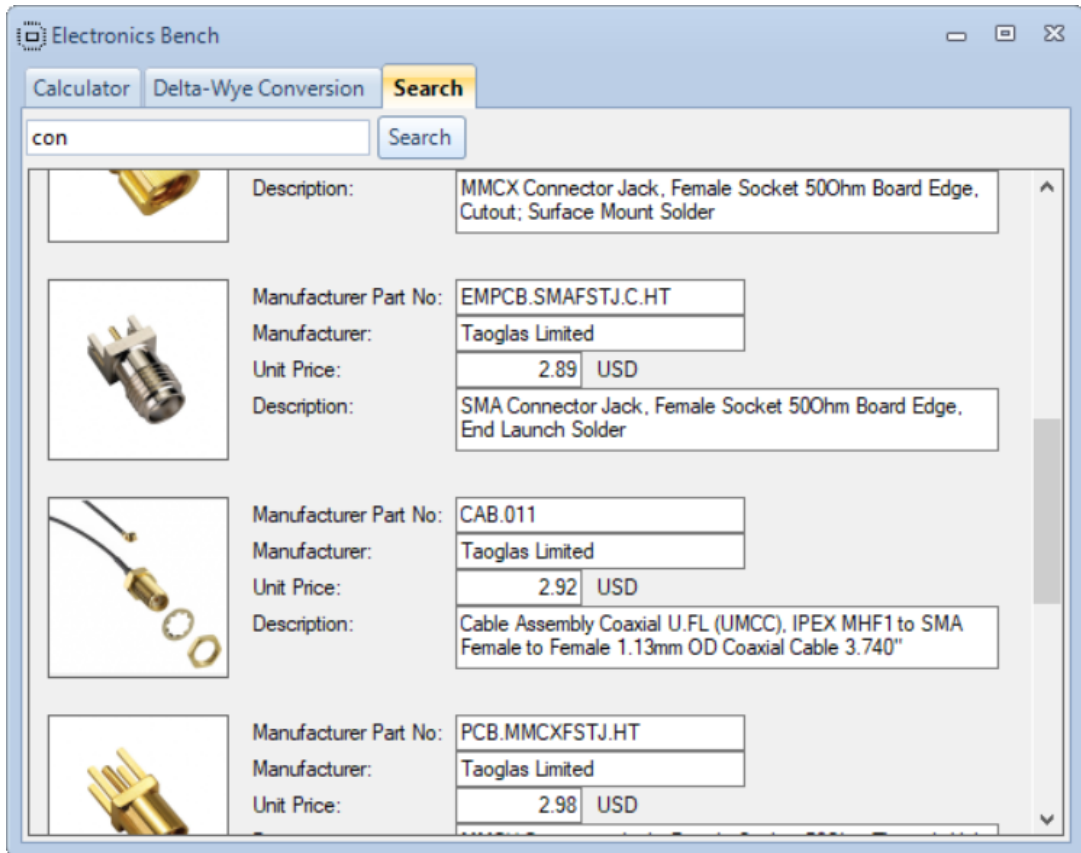 Electronics Bench
Calculator Delta-Wye Conversion Search
con Search
Description: MMCX Connector Jack, Female Socket 50Ohm Board Edge,
Cutout; Surface Mount Solder
Manufacturer Part No: EMPCB.SMAFSTJ.C.HT
Manufacturer: Taoglas Limited
Unit Price: 2.89 USD
Description: SMA Connector Jack, Female Socket 50Ohm Board Edge,
End Launch Solder
Manufacturer Part No: CAB.011
Manufacturer: Taoglas Limited
Unit Price: 2.92 USD
Description: Cable Assembly Coaxial U.FL (UMCC), IPEX MHF1 to SMA
Female to Female 1.13mm OD Coaxial Cable 3.740"
Manufacturer Part No: PCB.MMCXFSTJ.HT
Manufacturer: Taoglas Limited
Unit Price: 2.98 USD